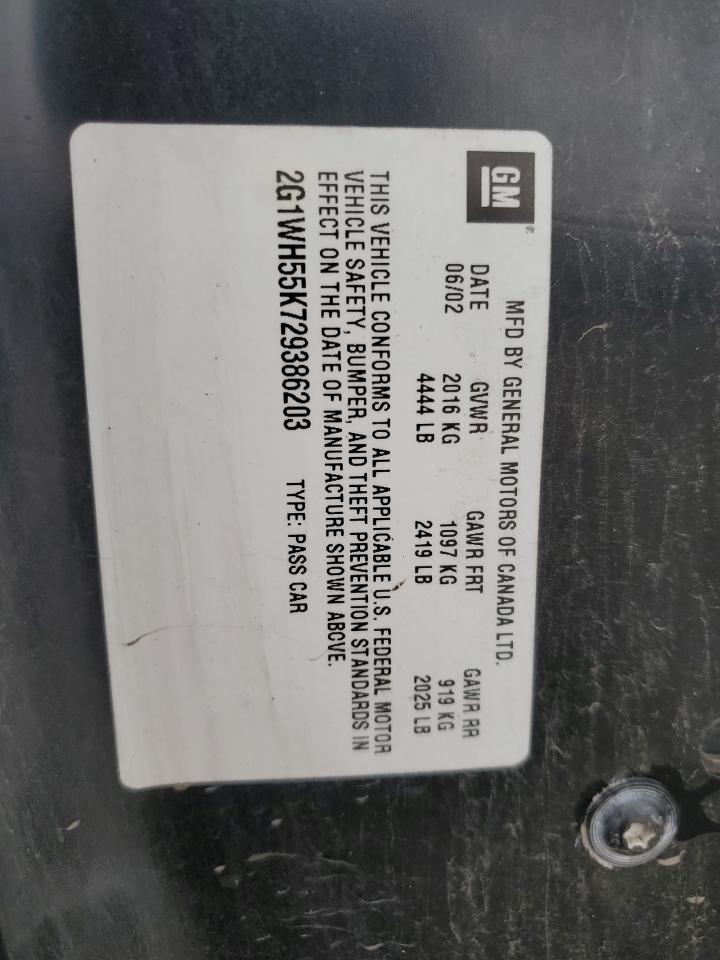 GM®
MFD BY GENERAL MOTORS OF CANADA LTD.
DATE GVWR GAWR FRT GAWR RR
06/02 2016 KG 1097 KG 919 KG
4444 LB 2419 LB 2025 LB
THIS VEHICLE CONFORMS TO ALL APPLICABLE U.S. FEDERAL MOTOR
VEHICLE SAFETY, BUMPER, AND THEFT PREVENTION STANDARDS IN
EFFECT ON THE DATE OF MANUFACTURE SHOWN ABOVE.
2G1WH55K729386203 TYPE: PASS CAR